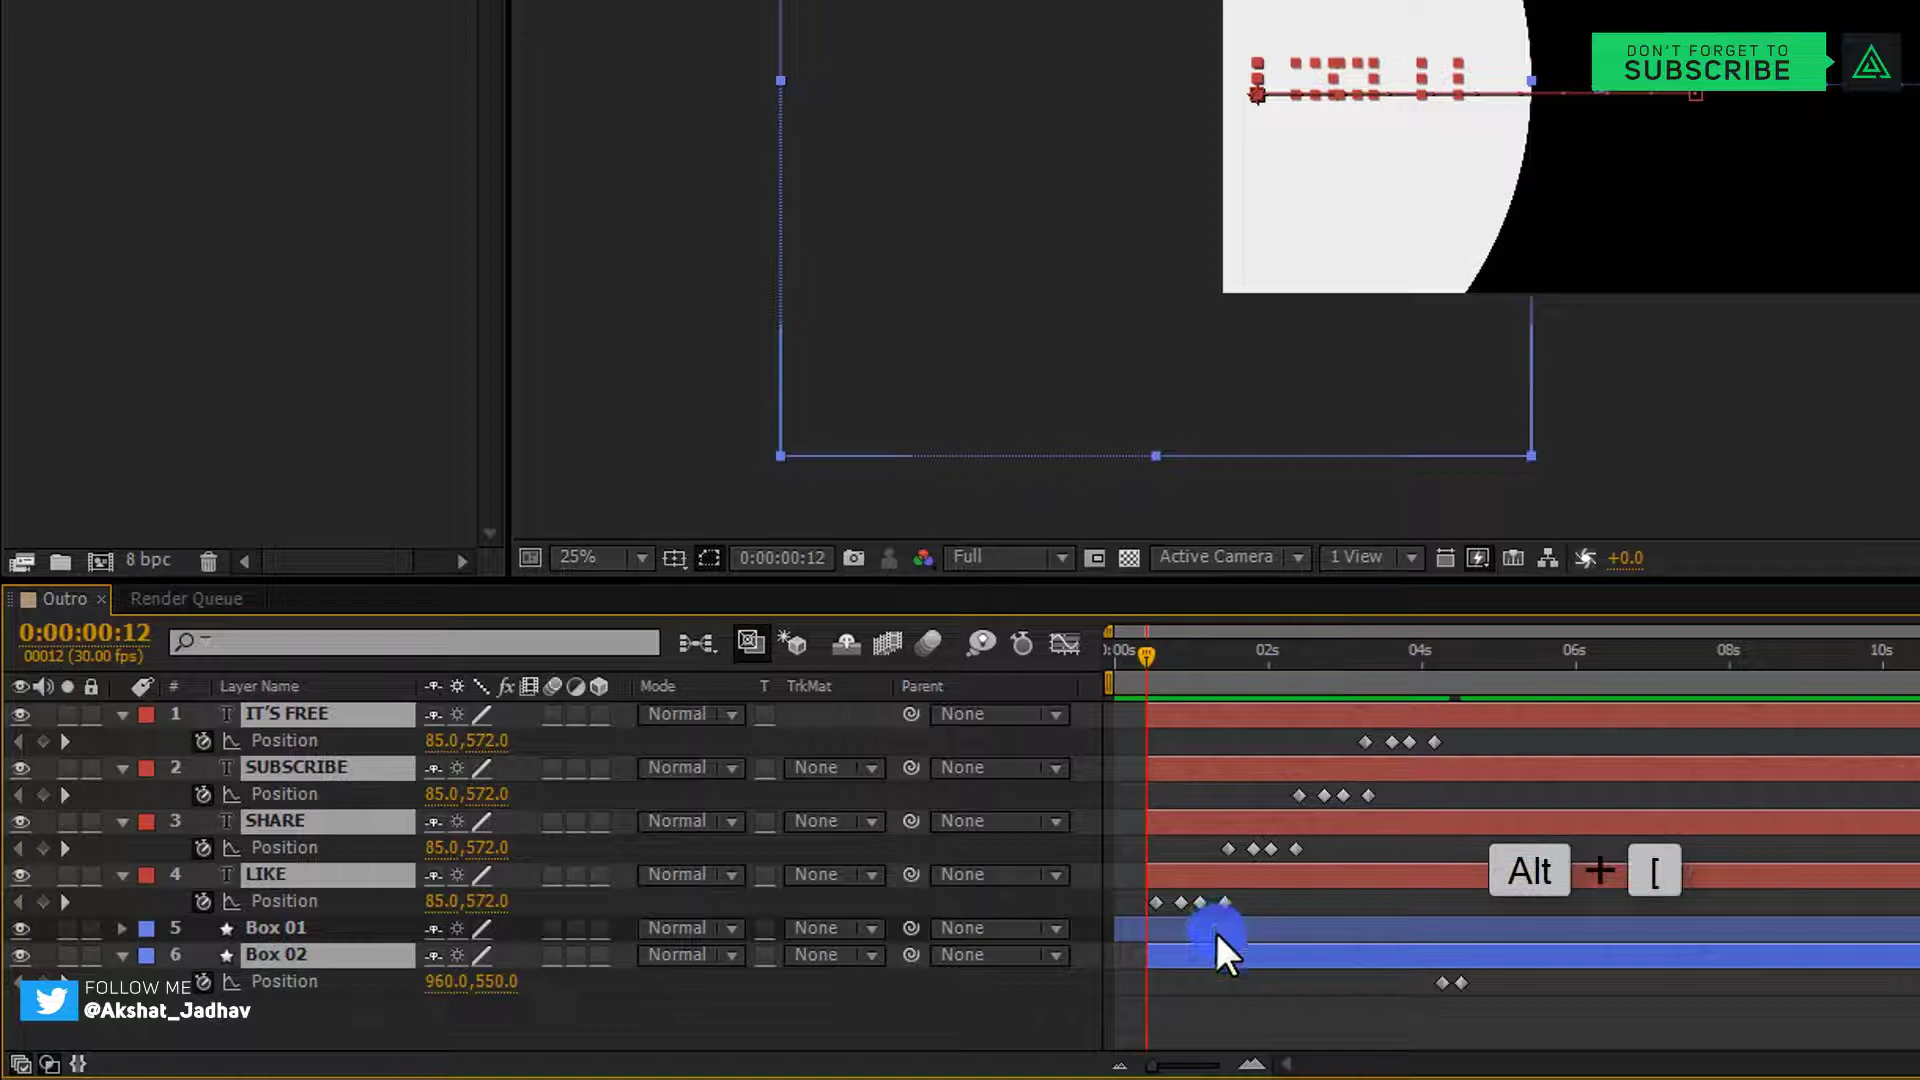 DON'T FORGET TO
SUBSCRIBE
8 bpc
25%
0:00:00:12
Full
Active Camera
1 View
+0.0
Outro ×
Render Queue
0:00:00:12
00012 (30.00 fps)
:00s 02s 04s 06s 08s 10s
# Layer Name fx Mode T TrkMat Parent
1 T IT'S FREE Normal None
Position 85.0,572.0
2 T SUBSCRIBE Normal None None
Position 85.0,572.0
3 T SHARE Normal None None
Position 85.0,572.0
Alt + [
4 T LIKE Normal None None
Position 85.0,572.0
5 Box 01 Normal None None
6 Box 02 Normal None None
Position 960.0,550.0
FOLLOW ME
@Akshat_Jadhav